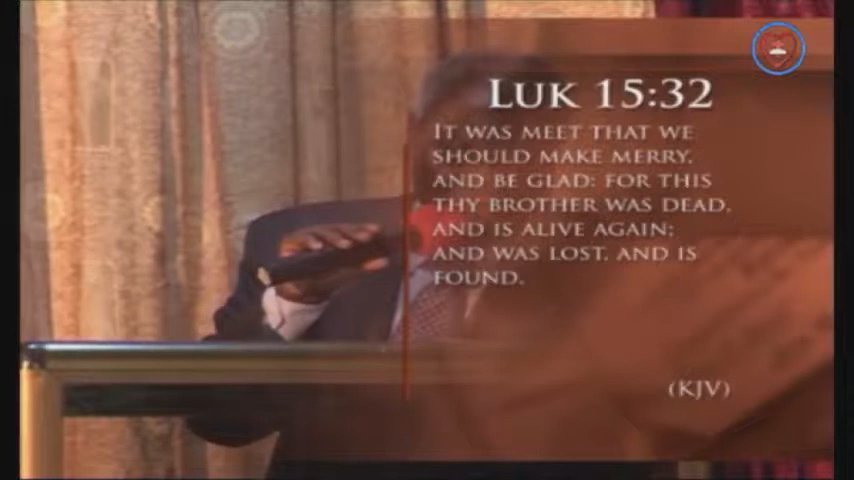 LUK 15:32
IT WAS MEET THAT WE
SHOULD MAKE MERRY,
AND BE GLAD: FOR THIS
THY BROTHER WAS DEAD,
AND IS ALIVE AGAIN;
AND WAS LOST, AND IS
FOUND.
(KJV)